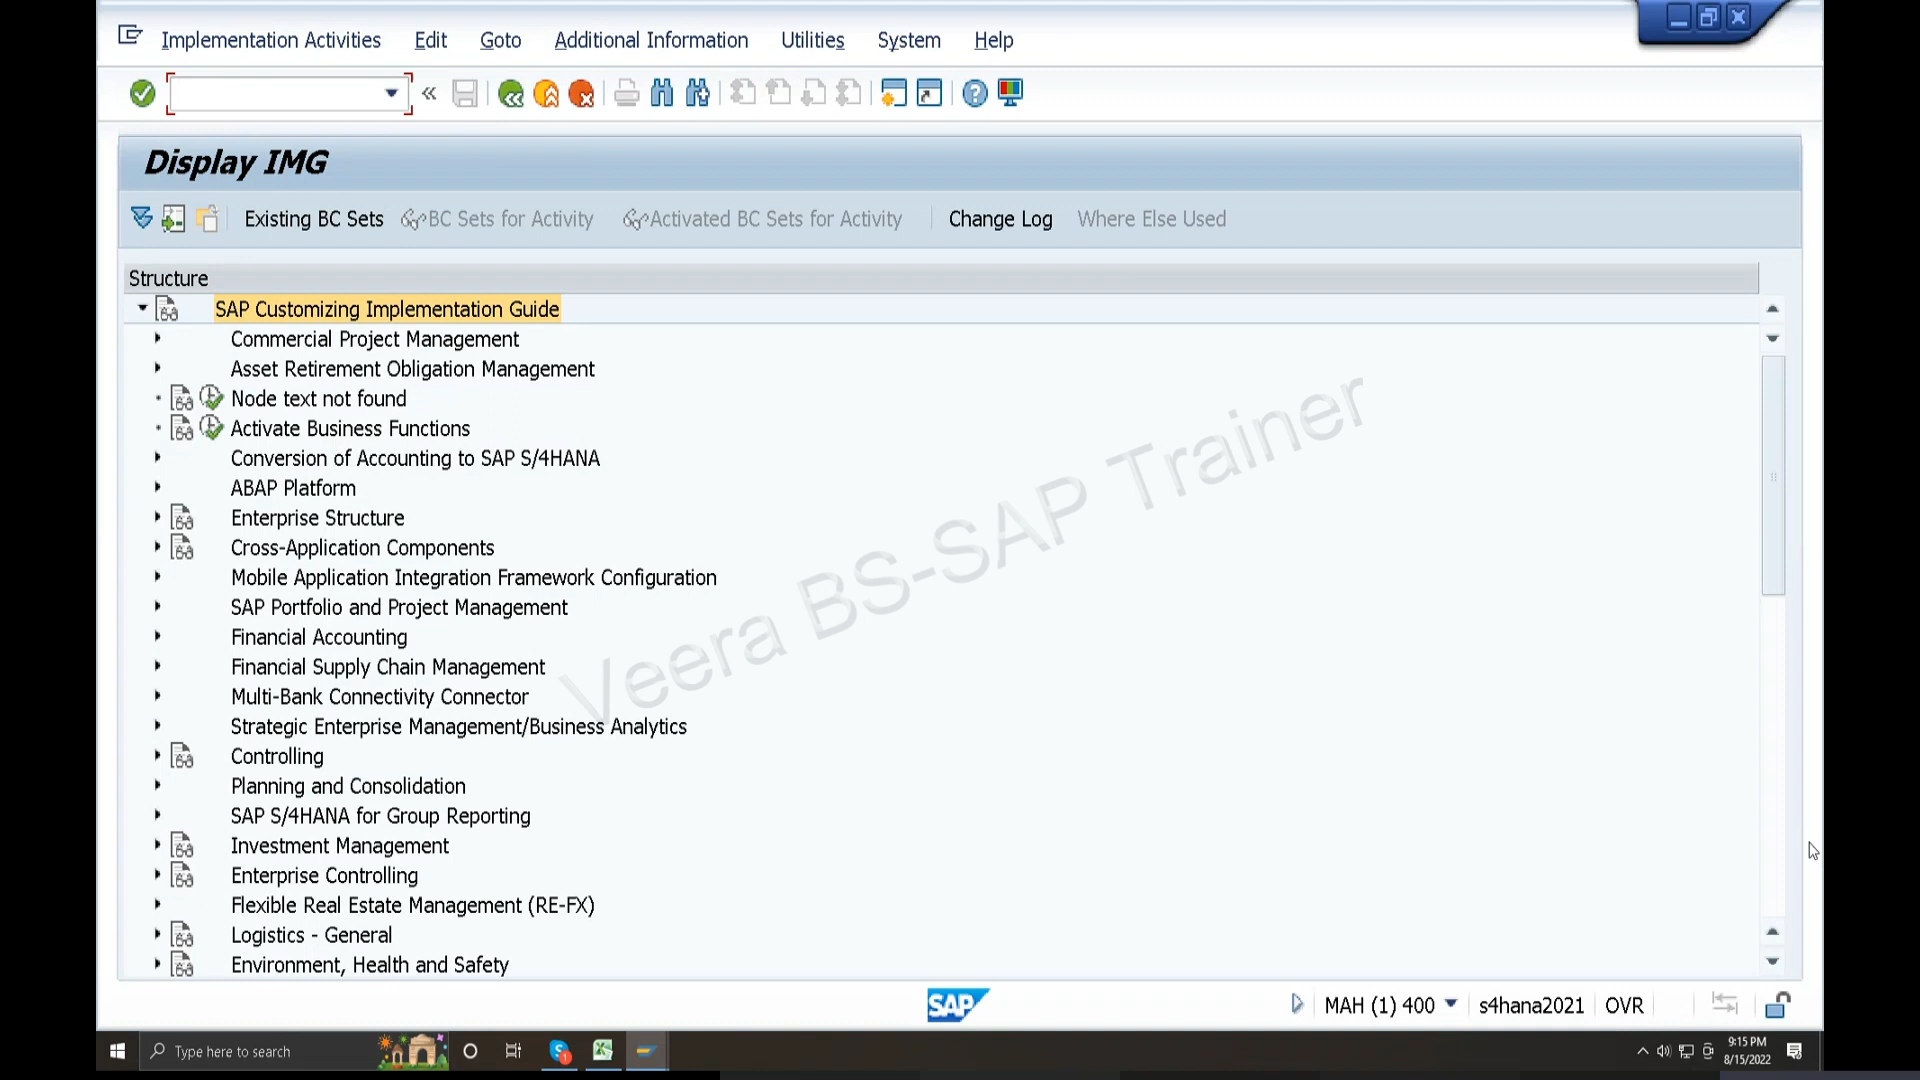 Implementation Activities Edit Goto Additional Information Utilities System Help
Display IMG
Existing BC Sets BC Sets for Activity Activated BC Sets for Activity Change Log Where Else Used
Structure
SAP Customizing Implementation Guide
Commercial Project Management
Asset Retirement Obligation Management
Node text not found
Activate Business Functions
Conversion of Accounting to SAP S/4HANA
ABAP Platform
Enterprise Structure
Cross-Application Components
Mobile Application Integration Framework Configuration
SAP Portfolio and Project Management
Financial Accounting
Financial Supply Chain Management
Multi-Bank Connectivity Connector
Strategic Enterprise Management/Business Analytics
Controlling
Planning and Consolidation
SAP S/4HANA for Group Reporting
Investment Management
Enterprise Controlling
Flexible Real Estate Management (RE-FX)
Logistics - General
Environment, Health and Safety
Veera BS-SAP Trainer
SAP MAH (1) 400 s4hana2021 OVR
Type here to search 1 9:15 PM
8/15/2022